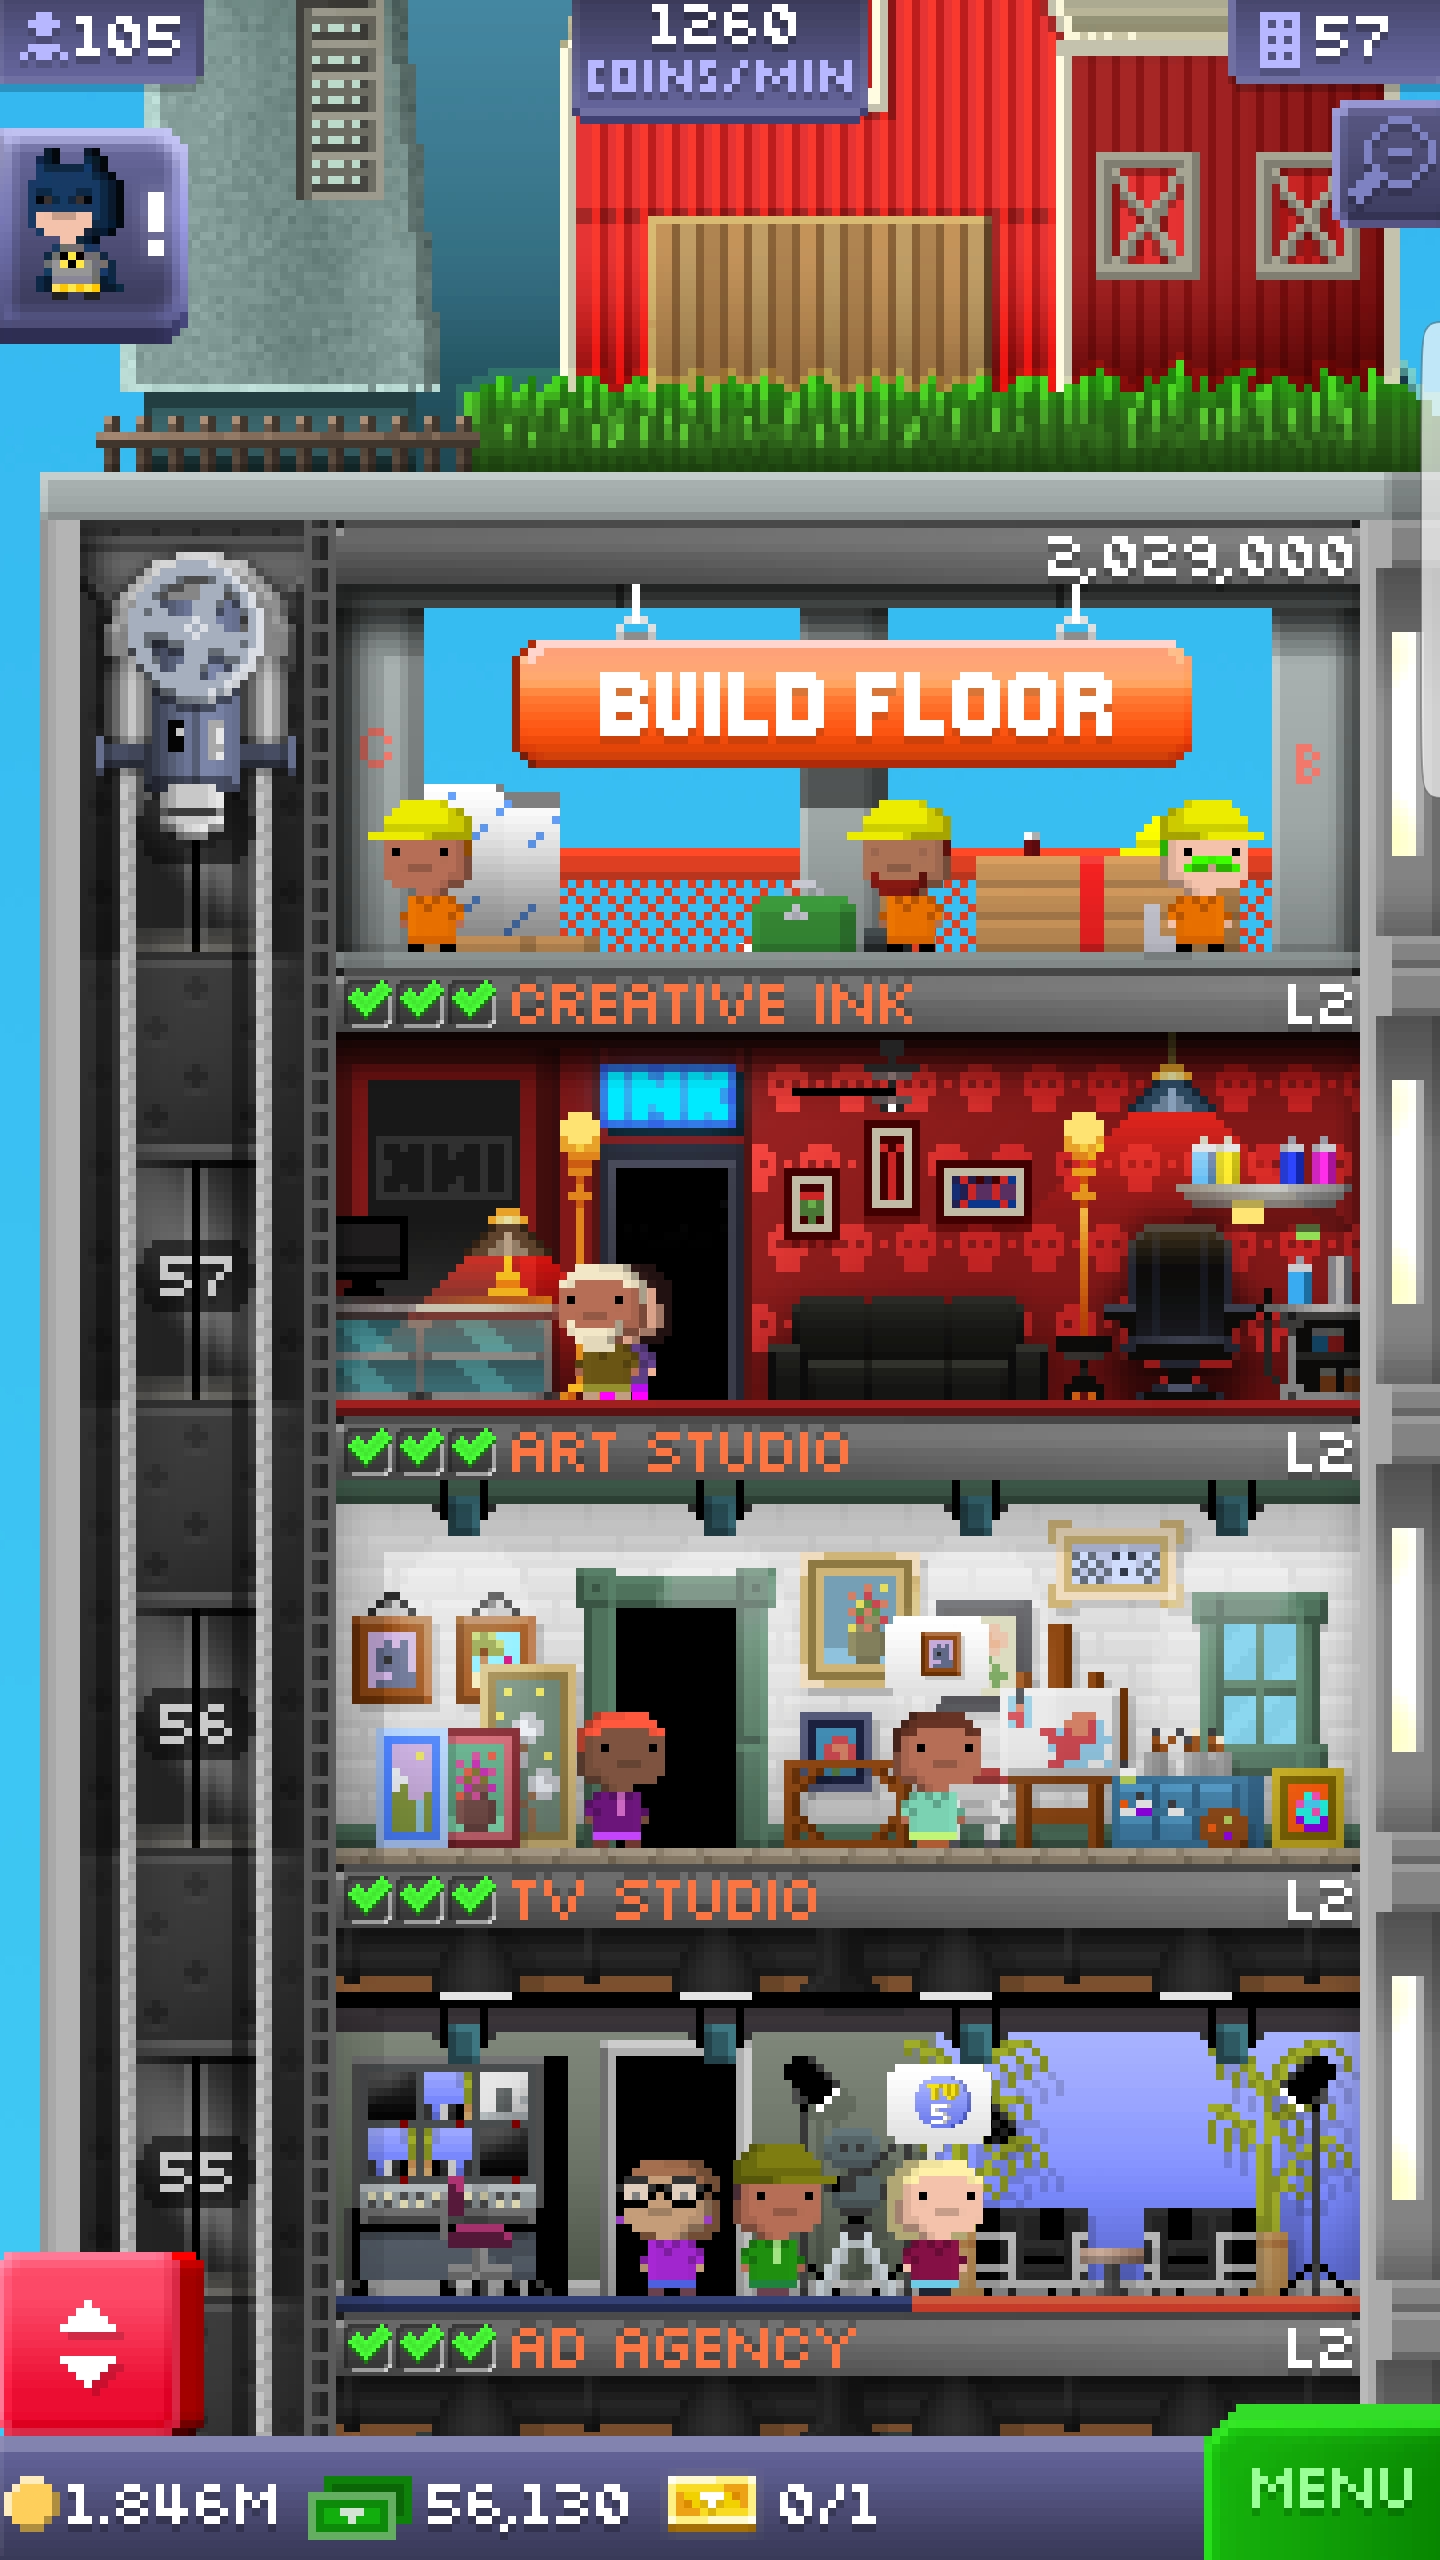 105
1260
COINS/MIN
57
!
2,029,000
BUILD FLOOR
C
B
CREATIVE INK
L2
INK
57
ART STUDIO
L2
56
TV STUDIO
L2
TV
5
55
AD AGENCY
L2
1.846M
56,130
0/1
MENU